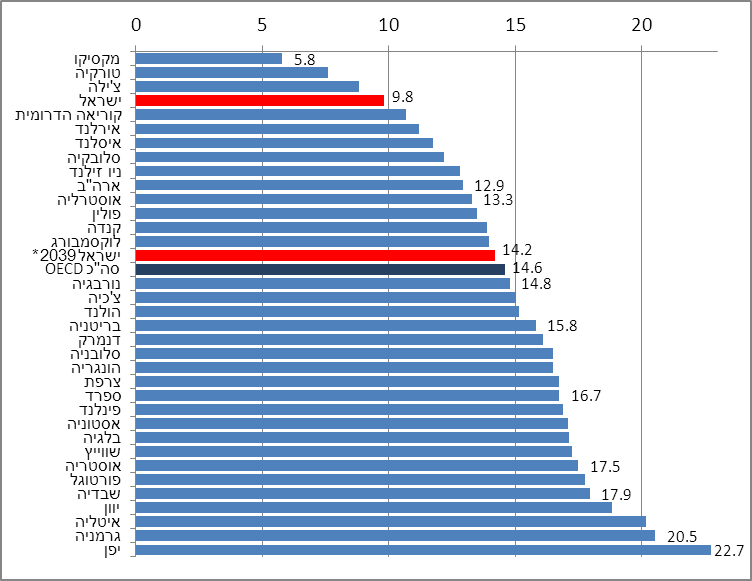 0 5 10 15 20
מקסיקו 5.8
טורקיה
צ'ילה
ישראל 9.8
קוריאה הדרומית
אירלנד
איסלנד
סלובקיה
ניו זילנד
ארה"ב 12.9
אוסטרליה 13.3
פולין
קנדה
לוקסמבורג
ישראל 2039* 14.2
סה"כ OECD 14.6
נורבגיה 14.8
צ'כיה
הולנד
בריטניה 15.8
דנמרק
סלובניה
הונגריה
צרפת
ספרד 16.7
פינלנד
אסטוניה
בלגיה
שווייץ
אוסטריה 17.5
פורטוגל
שבדיה 17.9
יוון
איטליה
גרמניה 20.5
יפן 22.7